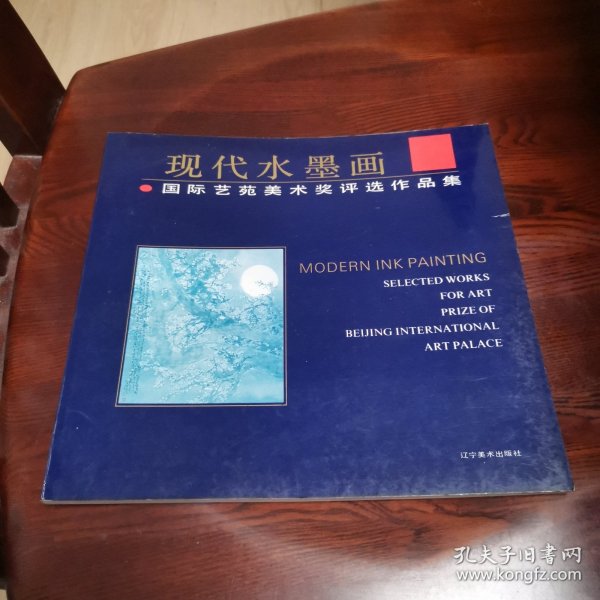 现代水墨画
国际艺苑美术奖评选作品集
MODERN INK PAINTING
SELECTED WORKS
FOR ART
PRIZE OF
BEIJING INTERNATIONAL
ART PALACE
辽宁美术出版社
孔夫子旧书网
www.kongfz.com